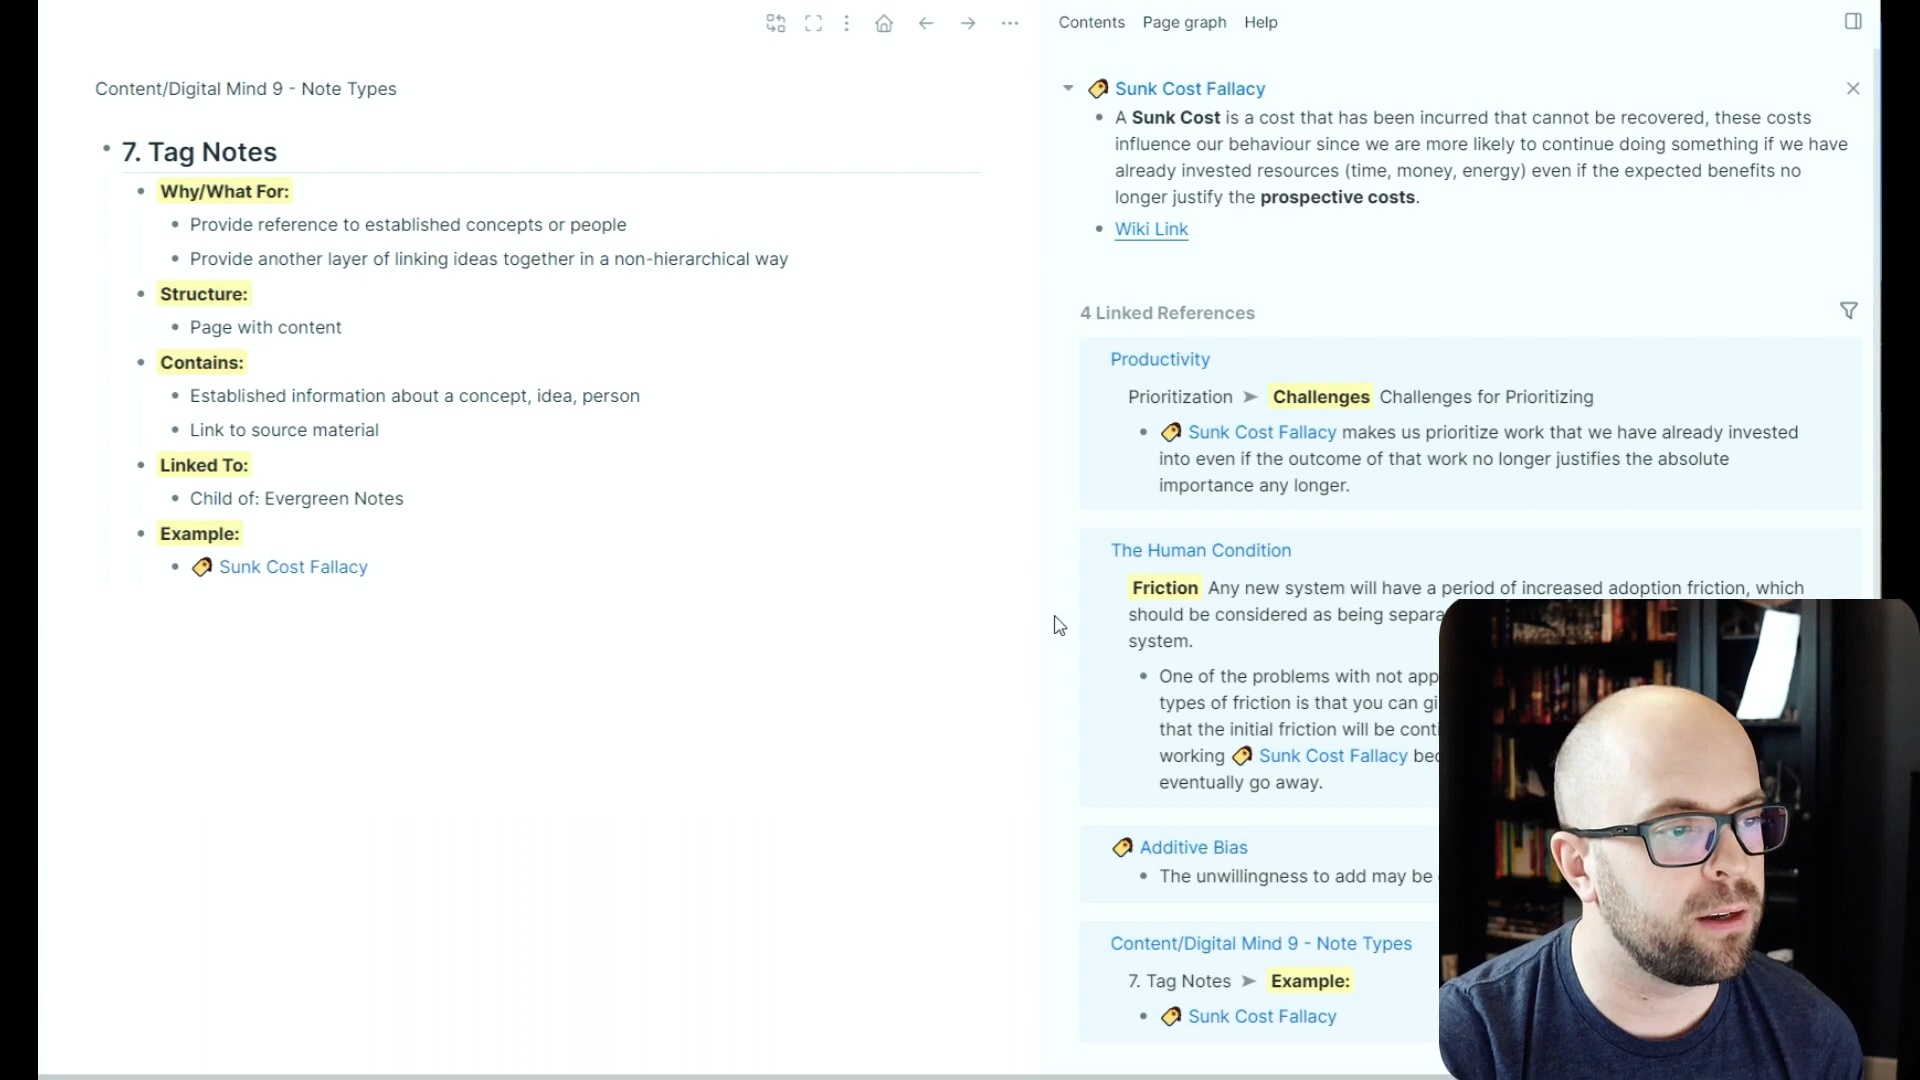 Contents Page graph Help
Content/Digital Mind 9 - Note Types
7. Tag Notes
Why/What For:
Provide reference to established concepts or people
Provide another layer of linking ideas together in a non-hierarchical way
Structure:
Page with content
Contains:
Established information about a concept, idea, person
Link to source material
Linked To:
Child of: Evergreen Notes
Example:
Sunk Cost Fallacy
Sunk Cost Fallacy
A Sunk Cost is a cost that has been incurred that cannot be recovered, these costs
influence our behaviour since we are more likely to continue doing something if we have
already invested resources (time, money, energy) even if the expected benefits no
longer justify the prospective costs.
Wiki Link
4 Linked References
Productivity
Prioritization ➤ Challenges Challenges for Prioritizing
Sunk Cost Fallacy makes us prioritize work that we have already invested
into even if the outcome of that work no longer justifies the absolute
importance any longer.
The Human Condition
Friction Any new system will have a period of increased adoption friction, which
should be considered as being separa
system.
One of the problems with not app
types of friction is that you can gi
that the initial friction will be conti
working Sunk Cost Fallacy bec
eventually go away.
Additive Bias
The unwillingness to add may be
Content/Digital Mind 9 - Note Types
7. Tag Notes ➤ Example:
Sunk Cost Fallacy